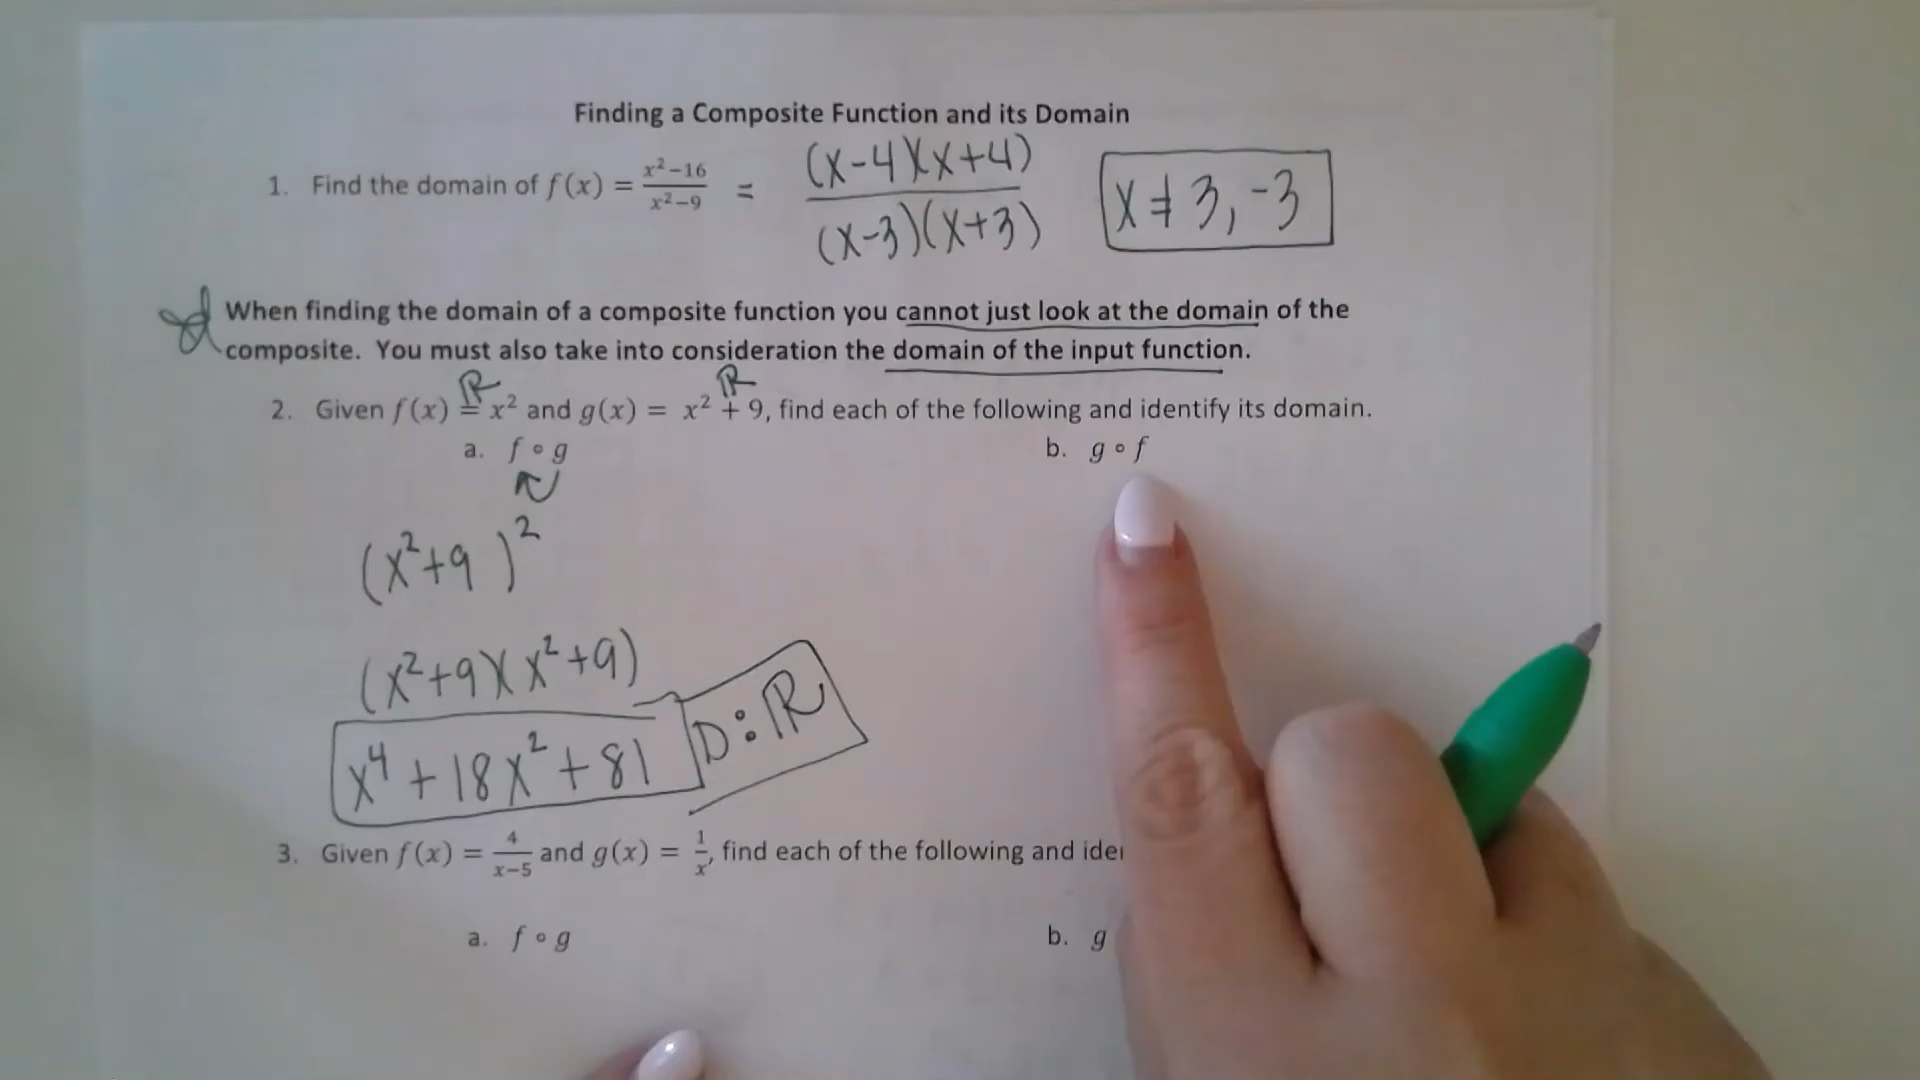 Finding a Composite Function and its Domain
1. Find the domain of f(x) = x²−16/x²−9 = (x-4)(x+4)/(x-3)(x+3) x ≠ 3, -3
When finding the domain of a composite function you cannot just look at the domain of the
composite. You must also take into consideration the domain of the input function.
ℝ ℝ
2. Given f(x) = x² and g(x) = x² + 9, find each of the following and identify its domain.
a. f∘g b. g∘f
(x²+9 )²
(x²+9)(x²+9)
x⁴ + 18x² + 81 D:ℝ
3. Given f(x) = 4/x−5 and g(x) = 1/x, find each of the following and
a. f∘g b. g